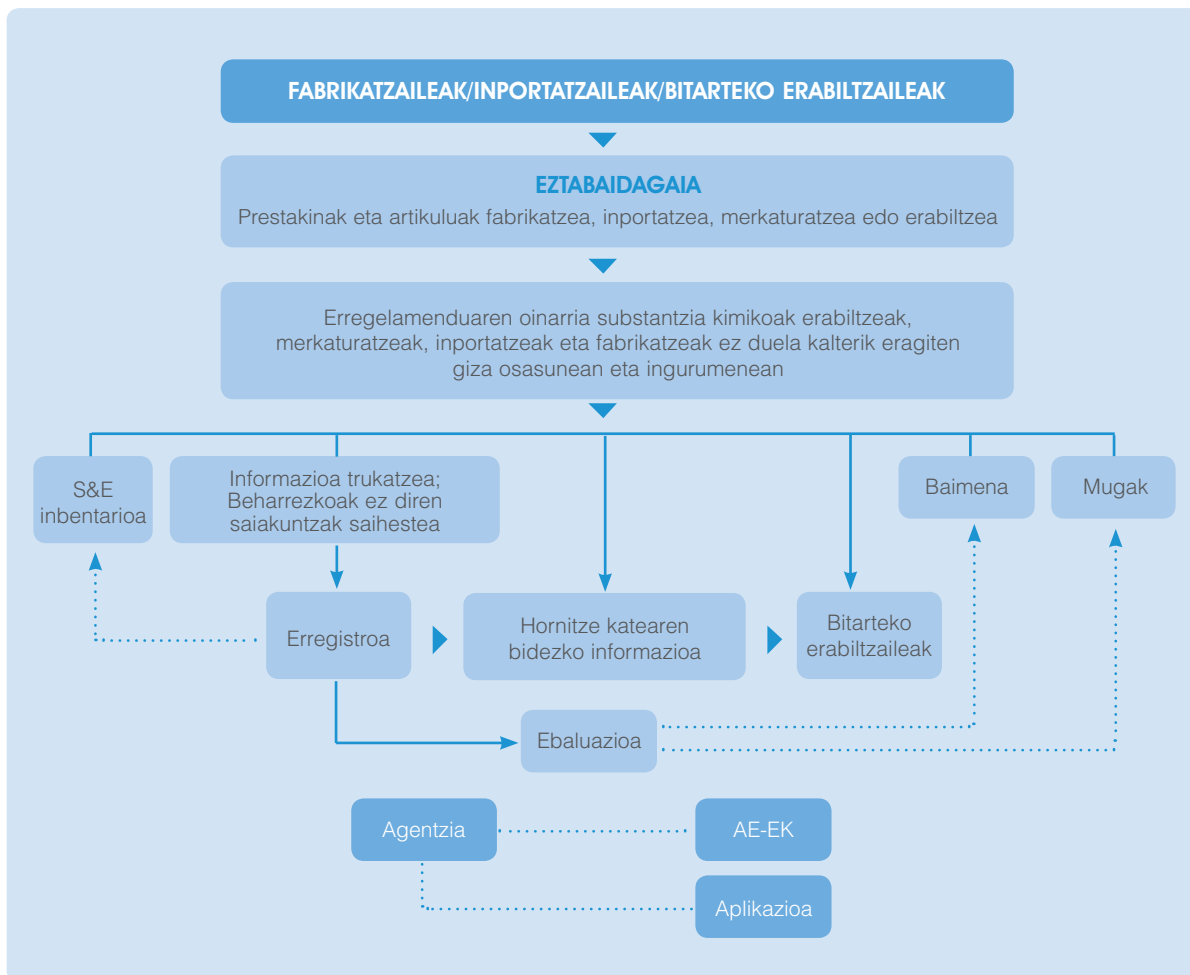 FABRIKATZAILEAK/INPORTATZAILEAK/BITARTEKO ERABILTZAILEAK
EZTABAIDAGAIA
Prestakinak eta artikuluak fabrikatzea, inportatzea, merkaturatzea edo erabiltzea
Erregelamenduaren oinarria substantzia kimikoak erabiltzeak,
merkaturatzeak, inportatzeak eta fabrikatzeak ez duela kalterik eragiten
giza osasunean eta ingurumenean
S&E
inbentarioa
Informazioa trukatzea;
Beharrezkoak ez diren
saiakuntzak saihestea
Baimena
Mugak
Erregistroa
Hornitze katearen
bidezko informazioa
Bitarteko
erabiltzaileak
Ebaluazioa
Agentzia
AE-EK
Aplikazioa